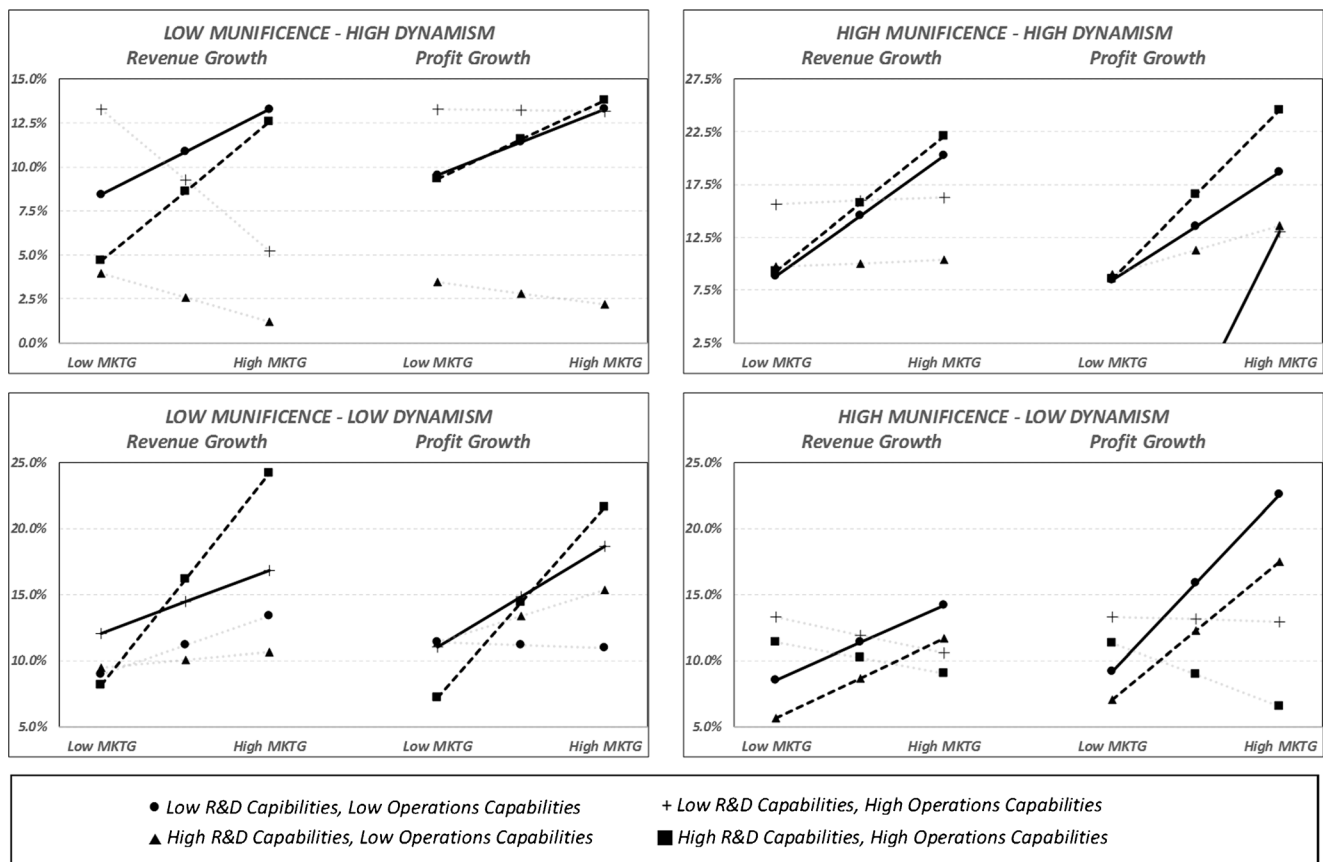 LOW MUNIFICENCE - HIGH DYNAMISM
Revenue Growth Profit Growth
15.0%
12.5%
10.0%
7.5%
5.0%
2.5%
0.0%
Low MKTG High MKTG Low MKTG High MKTG
HIGH MUNIFICENCE - HIGH DYNAMISM
Revenue Growth Profit Growth
27.5%
22.5%
17.5%
12.5%
7.5%
2.5%
Low MKTG High MKTG Low MKTG High MKTG
LOW MUNIFICENCE - LOW DYNAMISM
Revenue Growth Profit Growth
25.0%
20.0%
15.0%
10.0%
5.0%
Low MKTG High MKTG Low MKTG High MKTG
HIGH MUNIFICENCE - LOW DYNAMISM
Revenue Growth Profit Growth
25.0%
20.0%
15.0%
10.0%
5.0%
Low MKTG High MKTG Low MKTG High MKTG
Low R&D Capibilities, Low Operations Capabilities
Low R&D Capabilities, High Operations Capabilities
High R&D Capabilities, Low Operations Capabilities
High R&D Capabilities, High Operations Capabilities